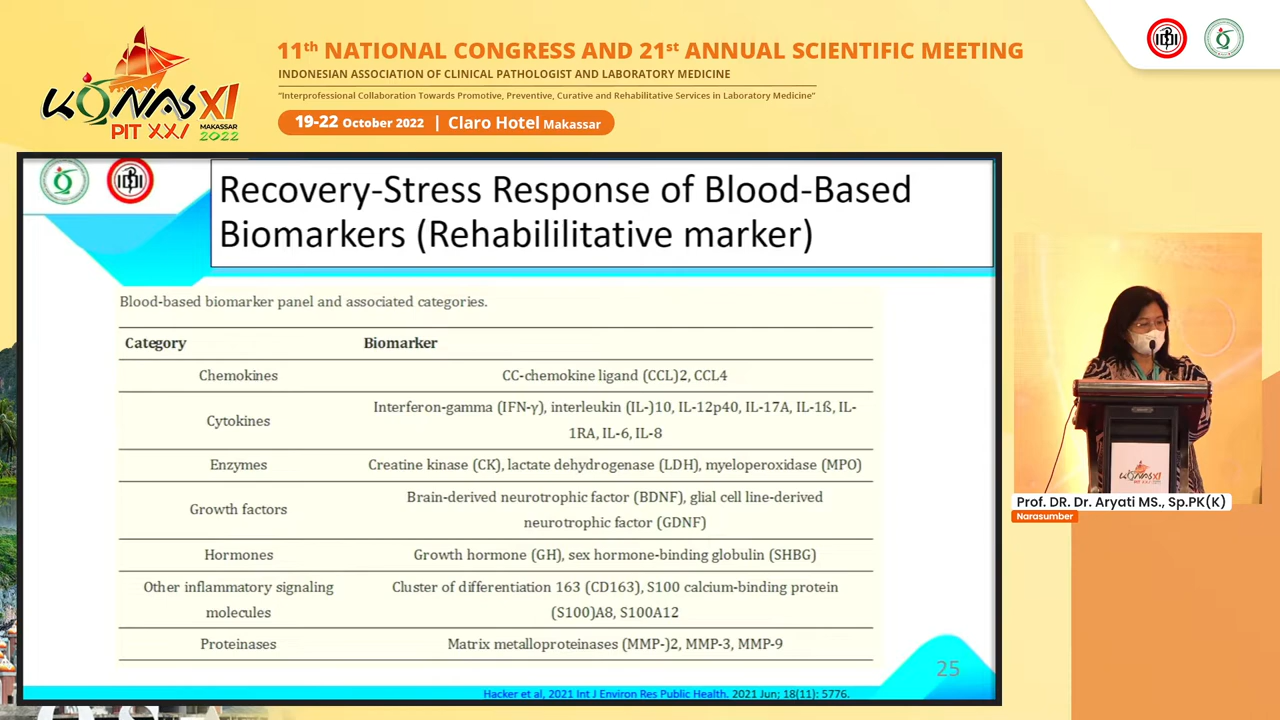 11th NATIONAL CONGRESS AND 21st ANNUAL SCIENTIFIC MEETING
INDONESIAN ASSOCIATION OF CLINICAL PATHOLOGIST AND LABORATORY MEDICINE
"Interprofessional Collaboration Towards Promotive, Preventive, Curative and Rehabilitative Services in Laboratory Medicine"
19-22 October 2022 | Claro Hotel Makassar
KONAS XI
PIT XXI MAKASSAR 2022
Recovery-Stress Response of Blood-Based
Biomarkers (Rehabililitative marker)
Blood-based biomarker panel and associated categories.
Category Biomarker
Chemokines CC-chemokine ligand (CCL)2, CCL4
Cytokines Interferon-gamma (IFN-γ), interleukin (IL-)10, IL-12p40, IL-17A, IL-1ß, IL-
1RA, IL-6, IL-8
Enzymes Creatine kinase (CK), lactate dehydrogenase (LDH), myeloperoxidase (MPO)
Growth factors Brain-derived neurotrophic factor (BDNF), glial cell line-derived
neurotrophic factor (GDNF)
Hormones Growth hormone (GH), sex hormone-binding globulin (SHBG)
Other inflammatory signaling Cluster of differentiation 163 (CD163), S100 calcium-binding protein
molecules (S100)A8, S100A12
Proteinases Matrix metalloproteinases (MMP-)2, MMP-3, MMP-9
25
Hacker et al, 2021 Int J Environ Res Public Health. 2021 Jun; 18(11): 5776.
KONAS XI
Prof. DR. Dr. Aryati MS., Sp.PK(K)
Narasumber